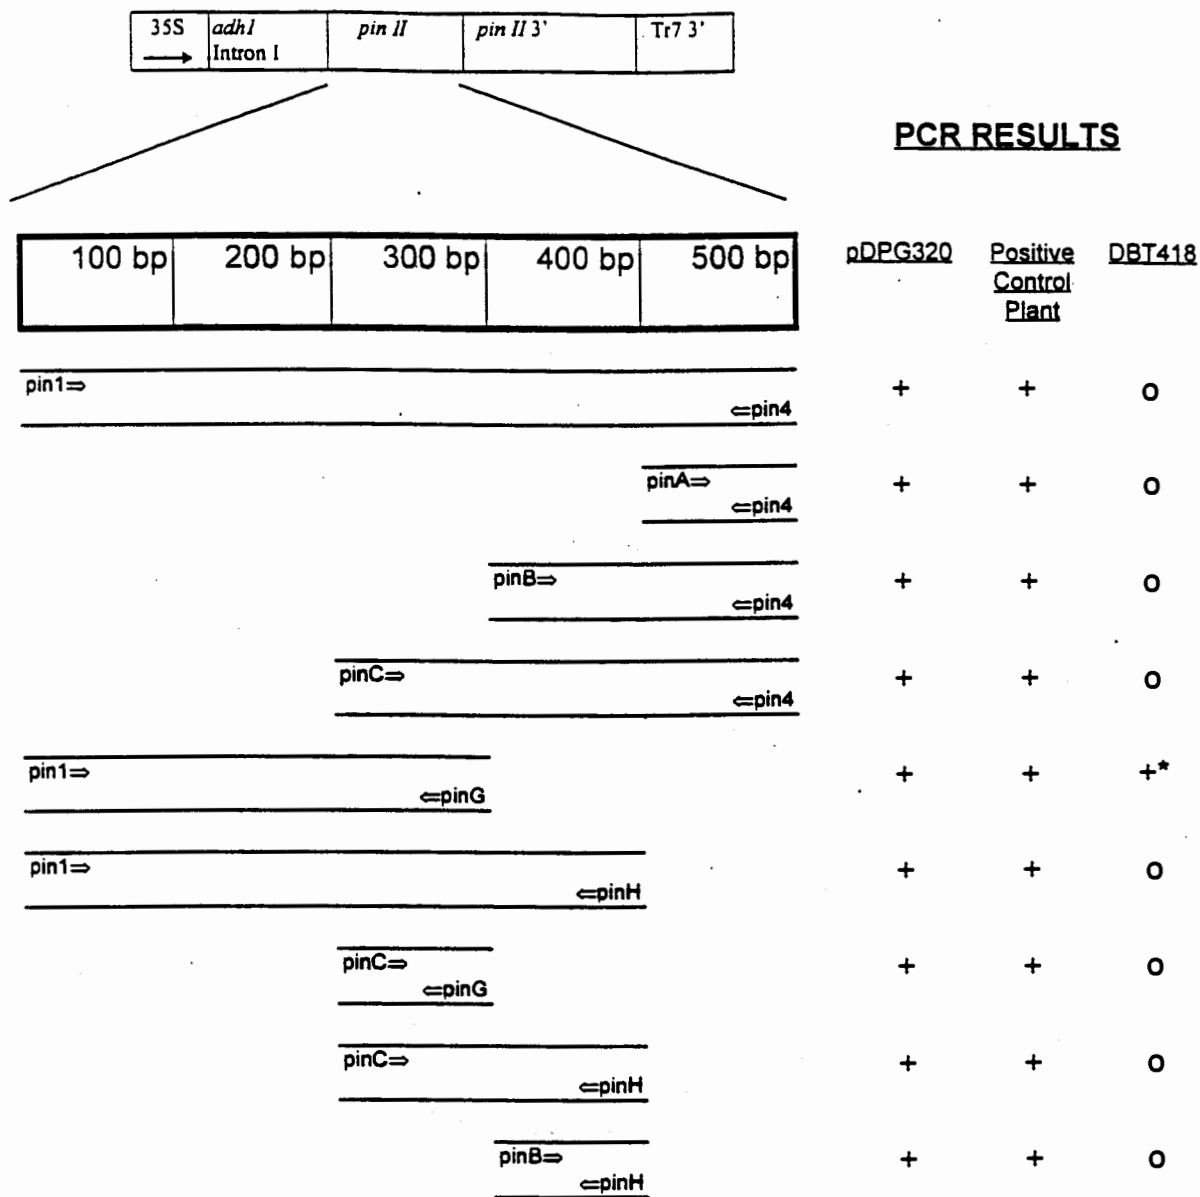 35S adh1 pin II pin II 3' Tr7 3'
Intron I
PCR RESULTS
100 bp 200 bp 300 bp 400 bp 500 bp
pDPG320 Positive Control Plant DBT418
pin1⇒ + + o
⇐pin4
pinA⇒ + + o
⇐pin4
pinB⇒ + + o
⇐pin4
pinC⇒ + + o
⇐pin4
pin1⇒ + + +*
⇐pinG
pin1⇒ + + o
⇐pinH
pinC⇒ + + o
⇐pinG
pinC⇒ + + o
⇐pinH
pinB⇒ + + o
⇐pinH